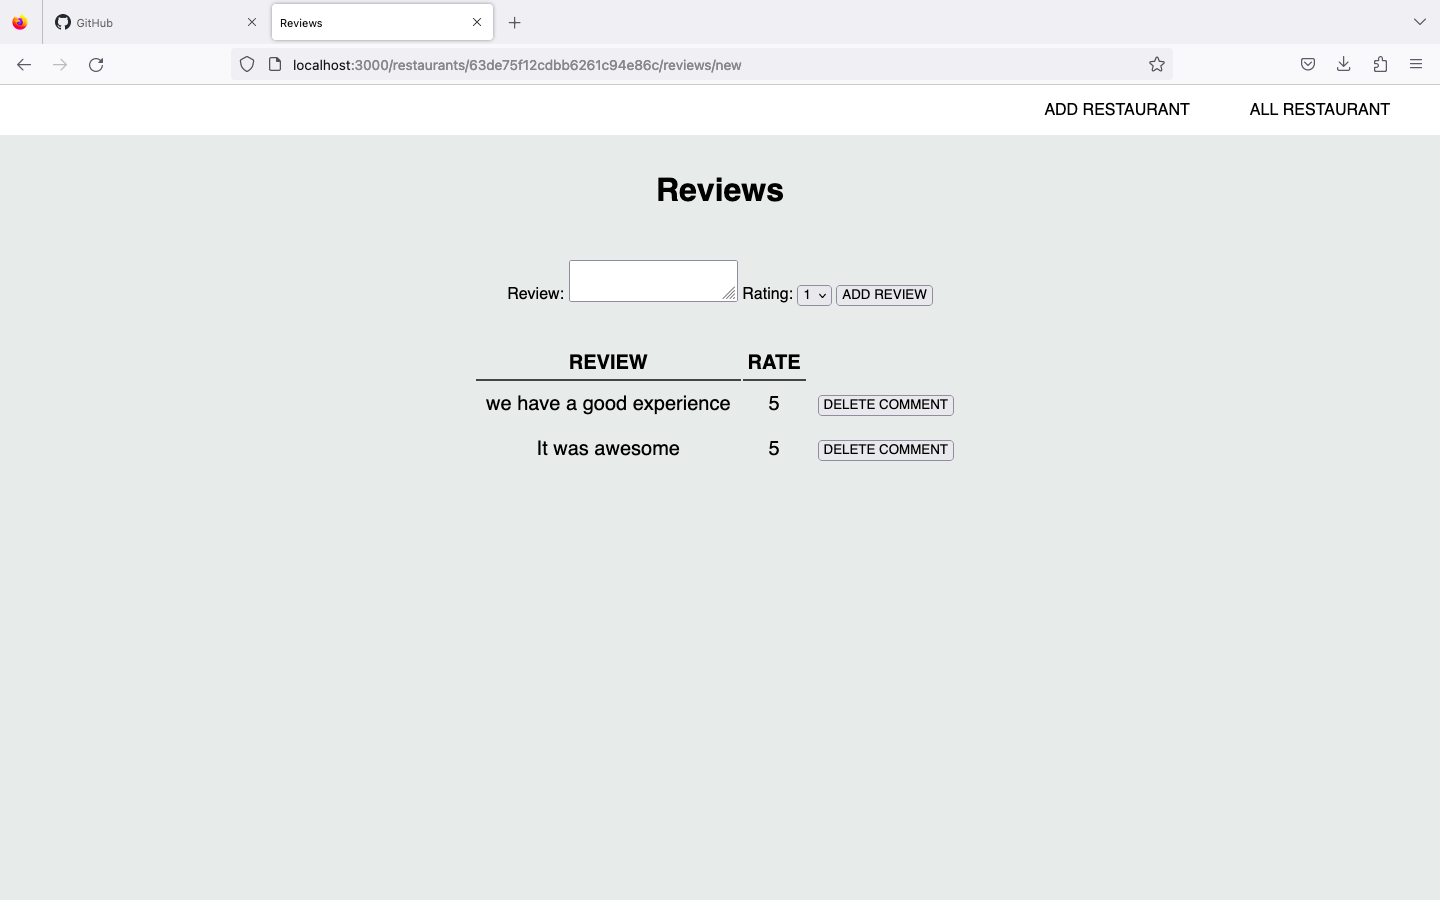 GitHub
Reviews
localhost:3000/restaurants/63de75f12cdbb6261c94e86c/reviews/new
ADD RESTAURANT ALL RESTAURANT
Reviews
Review: Rating: 1 ADD REVIEW
REVIEW RATE
we have a good experience 5 DELETE COMMENT
It was awesome 5 DELETE COMMENT